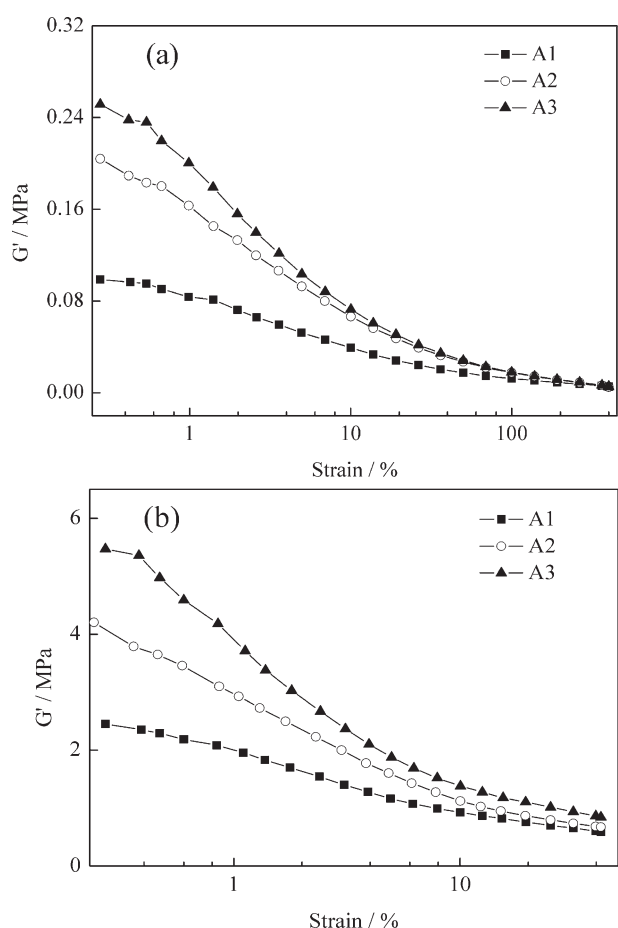 0.32
(a)
A1
A2
A3
0.24
0.16
0.08
0.00
G' / MPa
1 10 100
Strain / %
6
(b)
A1
A2
A3
4
2
0
G' / MPa
1 10
Strain / %